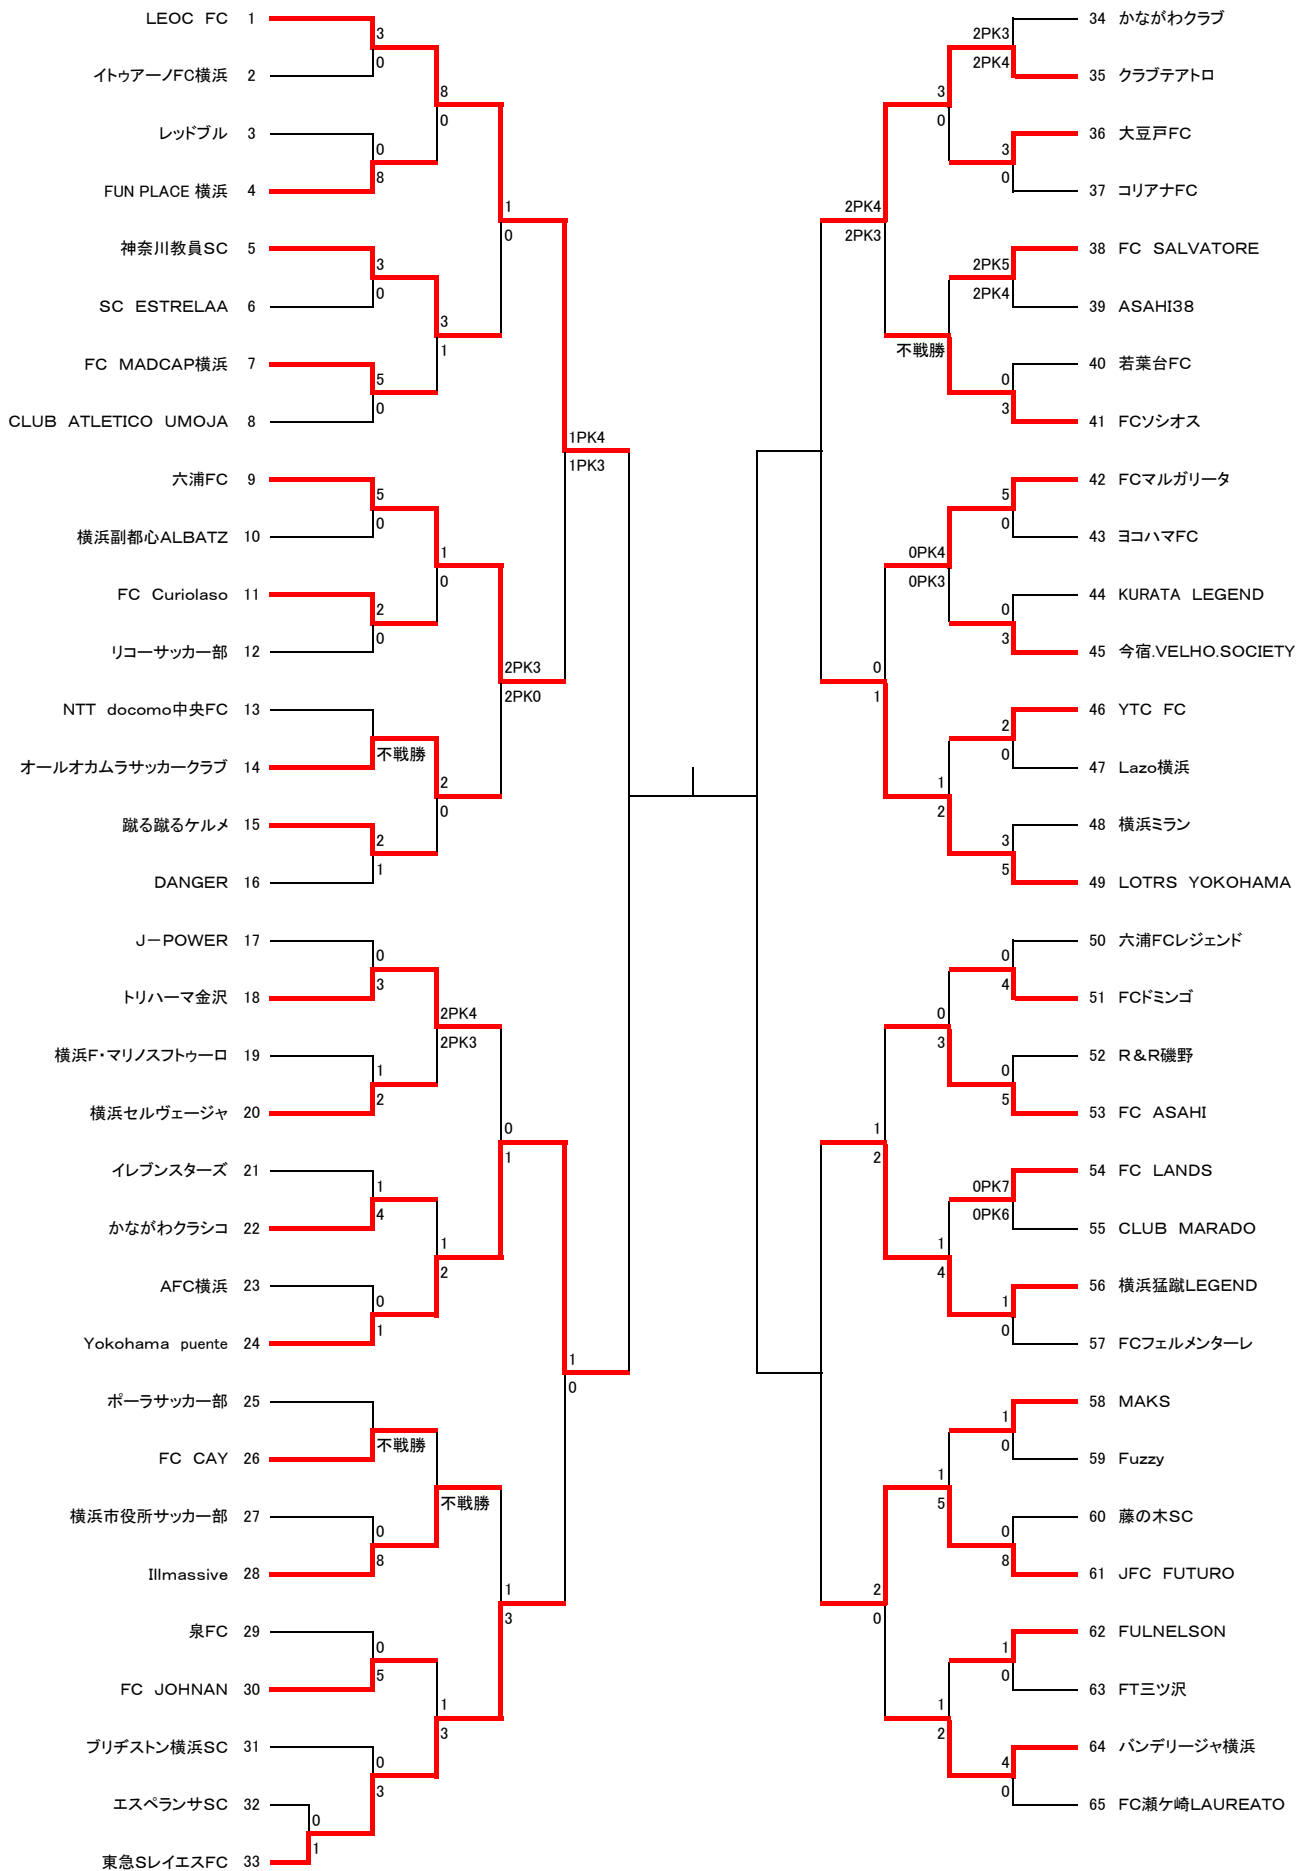 LEOC FC 1
イトゥアーノFC横浜 2
レッドブル 3
FUN PLACE 横浜 4
神奈川教員SC 5
SC ESTRELAA 6
FC MADCAP横浜 7
CLUB ATLETICO UMOJA 8
六浦FC 9
横浜副都心ALBATZ 10
FC Curiolaso 11
リコーサッカー部 12
NTT docomo中央FC 13
オールオカムラサッカークラブ 14
蹴る蹴るケルメ 15
DANGER 16
J－POWER 17
トリハーマ金沢 18
横浜F・マリノスフトゥーロ 19
横浜セルヴェージャ 20
イレブンスターズ 21
かながわクラシコ 22
AFC横浜 23
Yokohama puente 24
ポーラサッカー部 25
FC CAY 26
横浜市役所サッカー部 27
Illmassive 28
泉FC 29
FC JOHNAN 30
ブリヂストン横浜SC 31
エスペランサSC 32
東急SレイエスFC 33
0
1
3
0
0
8
3
0
5
0
5
0
2
0
不戦勝
2
1
0
3
1
2
1
4
0
1
不戦勝
0
8
0
5
0
3
8
0
3
1
1
0
2
0
2PK4
2PK3
1
2
不戦勝
1
3
1
0
2PK3
2PK0
0
1
1
3
1PK4
1PK3
1
0
2PK4
2PK3
0
1
1
2
2
0
3
0
不戦勝
0PK4
0PK3
1
2
0
3
1
4
1
5
1
2
2PK3
2PK4
3
0
2PK5
2PK4
0
3
5
0
0
3
2
0
3
5
0
4
0
5
0PK7
0PK6
1
0
1
0
0
8
1
0
4
0
34 かながわクラブ
35 クラブテアトロ
36 大豆戸FC
37 コリアナFC
38 FC SALVATORE
39 ASAHI38
40 若葉台FC
41 FCソシオス
42 FCマルガリータ
43 ヨコハマFC
44 KURATA LEGEND
45 今宿.VELHO.SOCIETY
46 YTC FC
47 Lazo横浜
48 横浜ミラン
49 LOTRS YOKOHAMA
50 六浦FCレジェンド
51 FCドミンゴ
52 R＆R磯野
53 FC ASAHI
54 FC LANDS
55 CLUB MARADO
56 横浜猛蹴LEGEND
57 FCフェルメンターレ
58 MAKS
59 Fuzzy
60 藤の木SC
61 JFC FUTURO
62 FULNELSON
63 FT三ツ沢
64 バンデリージャ横浜
65 FC瀬ケ崎LAUREATO